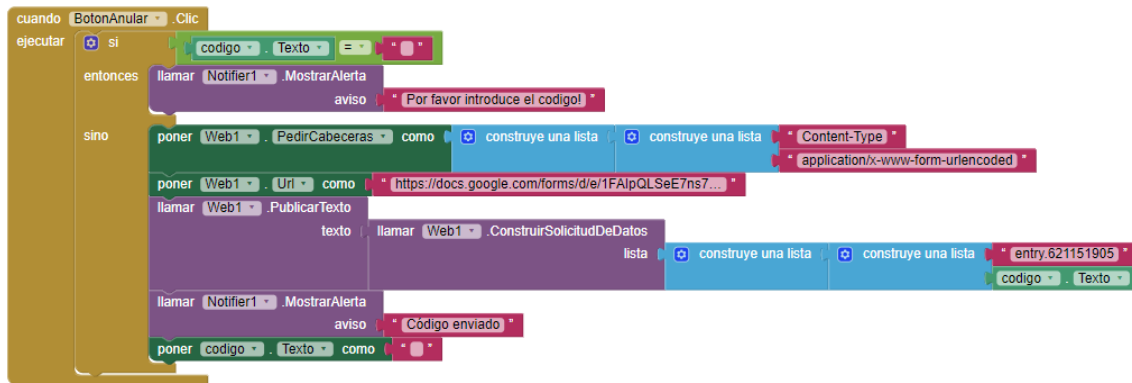 cuando BotonAnular .Clic
ejecutar si codigo . Texto = " "
entonces llamar Notifier1 .MostrarAlerta
aviso " Por favor introduce el codigo! "
sino poner Web1 . PedirCabeceras como construye una lista construye una lista " Content-Type "
" application/x-www-form-urlencoded "
poner Web1 . Url como " https://docs.google.com/forms/d/e/1FAIpQLSeE7ns7... "
llamar Web1 .PublicarTexto
texto llamar Web1 .ConstruirSolicitudDeDatos
lista construye una lista construye una lista " entry.621151905 "
codigo . Texto
llamar Notifier1 .MostrarAlerta
aviso " Código enviado "
poner codigo . Texto como " "